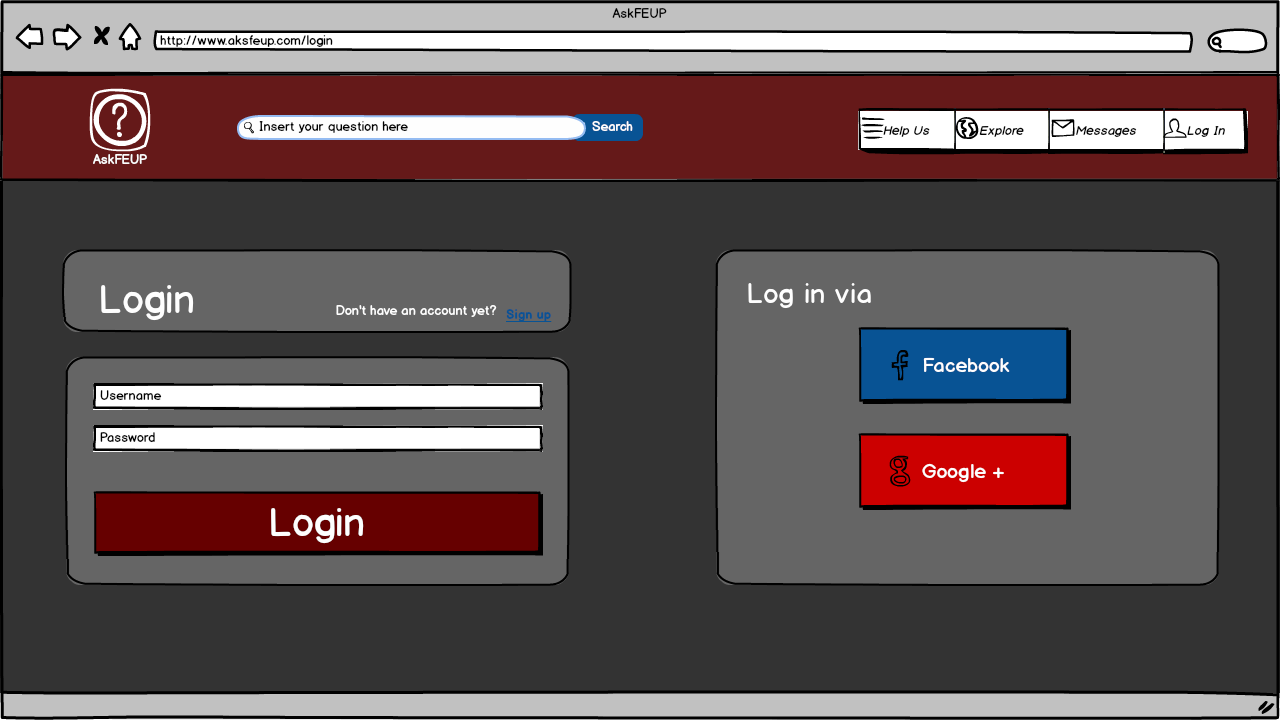 AskFEUP
http://www.aksfeup.com/login
AskFEUP
Insert your question here
Search
Help Us
Explore
Messages
Log In
Login
Don't have an account yet?
Sign up
Username
Password
Login
Log in via
Facebook
Google +